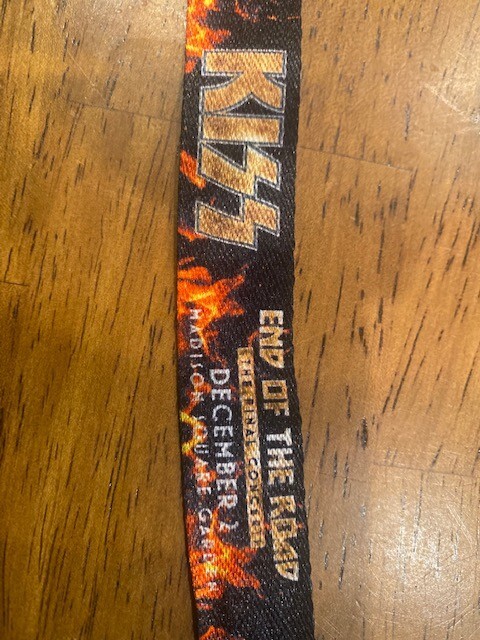 KISS
END OF THE ROAD
THE FINAL CONCERT
DECEMBER 2
MADISON SQUARE GARDEN